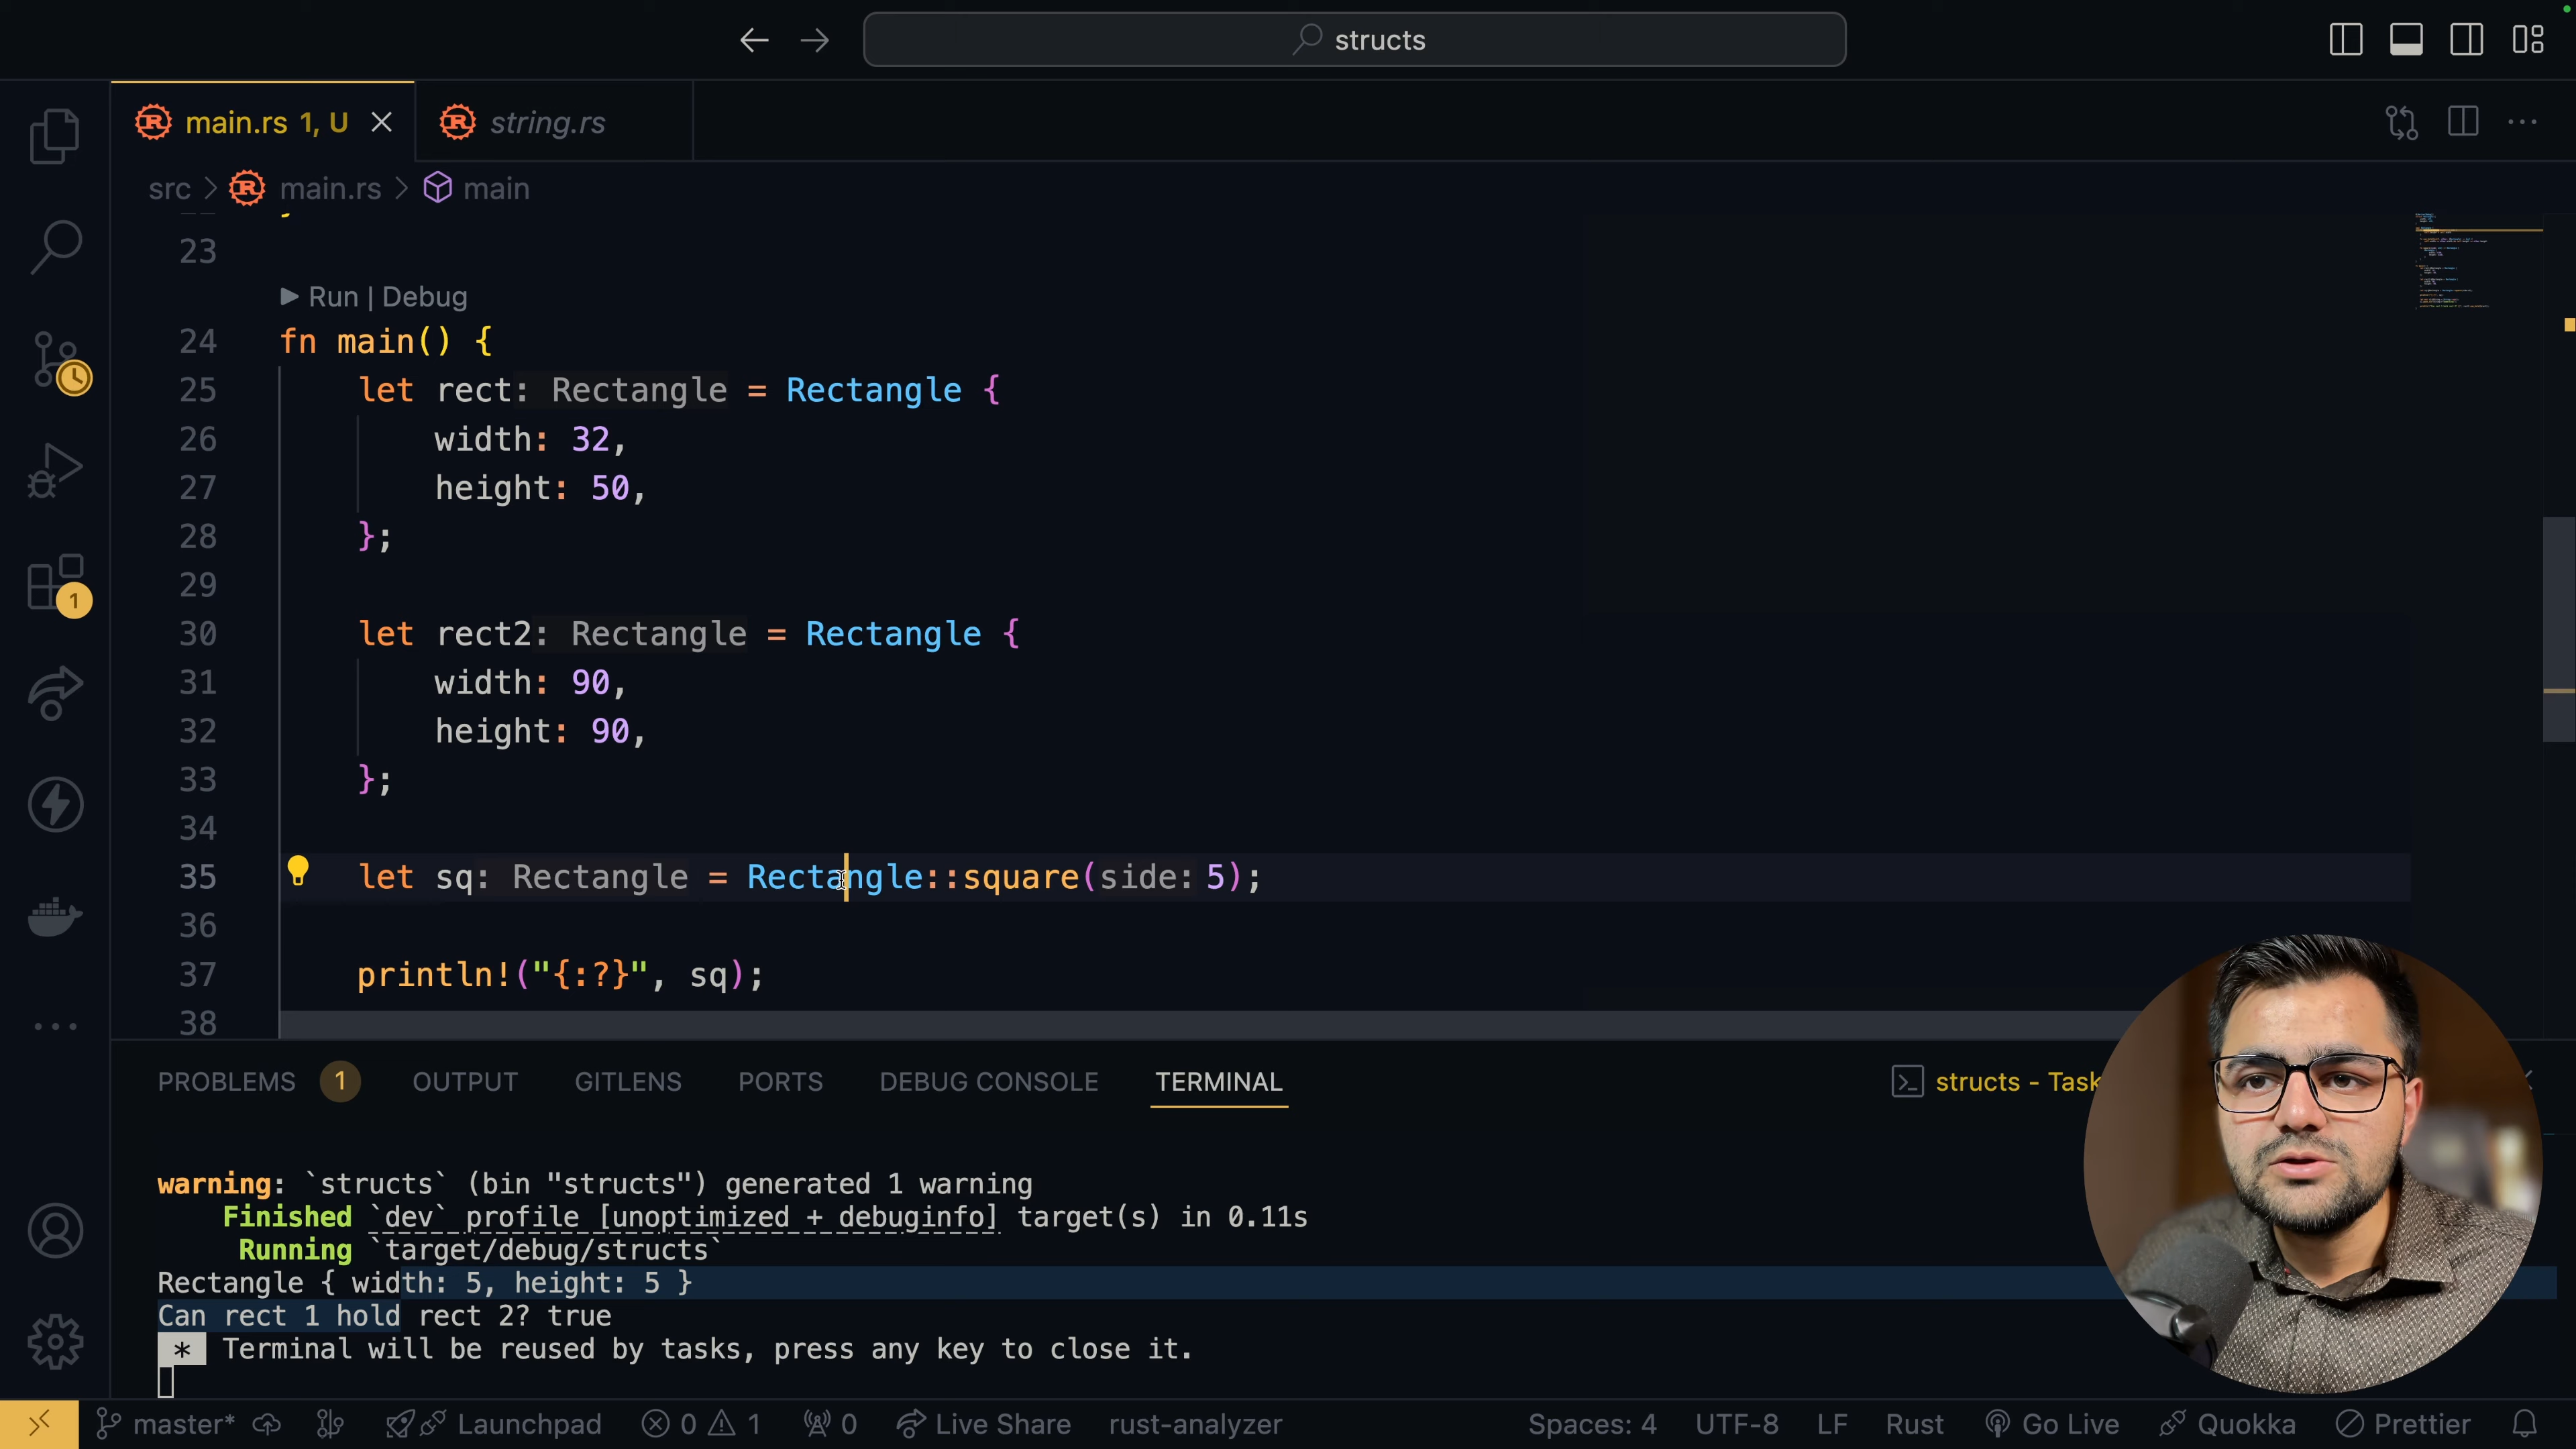 structs
main.rs 1, U
string.rs
src > main.rs > main
23
Run | Debug
24 fn main() {
25 let rect: Rectangle = Rectangle {
26 width: 32,
27 height: 50,
28 };
29
30 let rect2: Rectangle = Rectangle {
31 width: 90,
32 height: 90,
33 };
34
35 let sq: Rectangle = Rectangle::square(side: 5);
36
37 println!("{:?}", sq);
38
1
PROBLEMS 1 OUTPUT GITLENS PORTS DEBUG CONSOLE TERMINAL structs - Task
warning: `structs` (bin "structs") generated 1 warning
Finished `dev` profile [unoptimized + debuginfo] target(s) in 0.11s
Running `target/debug/structs`
Rectangle { width: 5, height: 5 }
Can rect 1 hold rect 2? true
* Terminal will be reused by tasks, press any key to close it.
master* Launchpad 0 1 0 Live Share rust-analyzer Spaces: 4 UTF-8 LF Rust Go Live Quokka Prettier